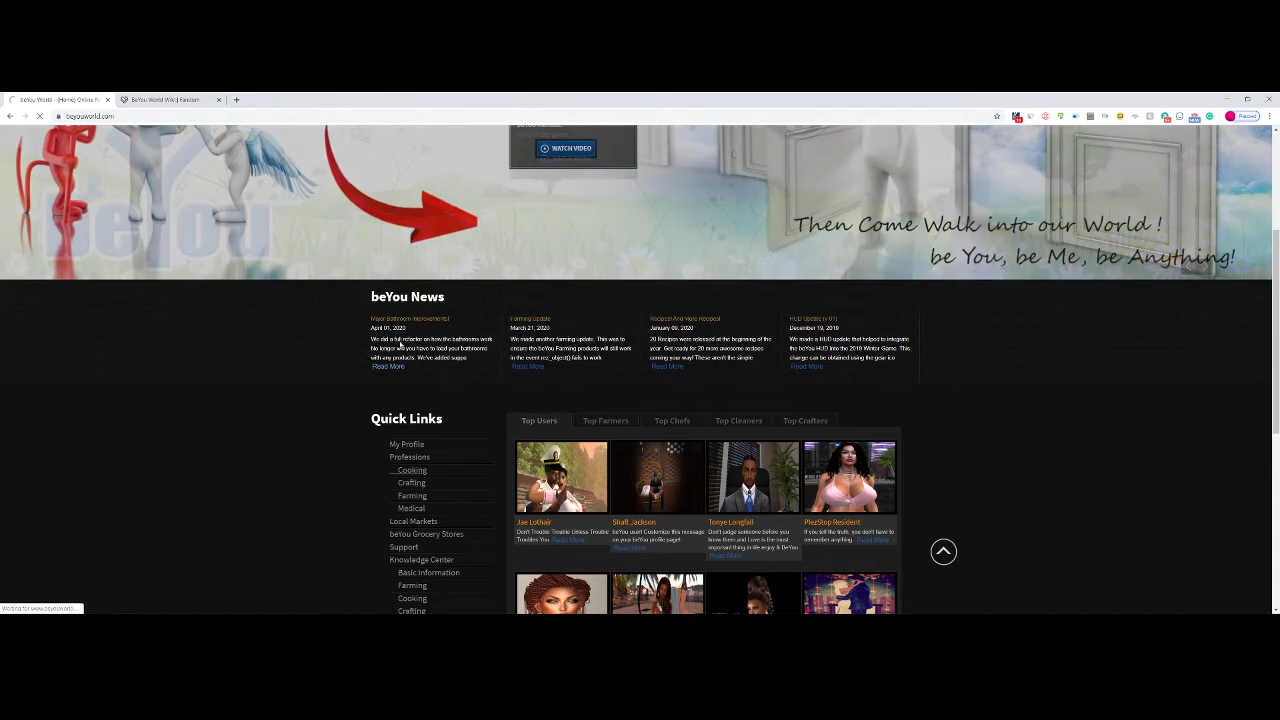 beYou World - (Home) Online R
BeYou World Wiki | Fandom
beyouworld.com
Paused
WATCH VIDEO
beYou
Then Come Walk into our World !
be You, be Me, be Anything!
beYou News
Major Bathroom Improvements!
April 01, 2020
We did a full refactor on how the bathrooms work
No longer will you have to load your bathrooms
with any products. We've added suppo
Read More
Farming Update
March 21, 2020
We made another farming update. This was to
ensure the beYou Farming products will still work
in the event rez_object() fails to work
Read More
Recipes! And More Recipes!
January 09, 2020
20 Recipes were released at the beginning of the
year. Got ready for 20 more awesome recipes
coming your way! These aren't the simple
Read More
HUD Update (v 01)
December 19, 2019
We made a HUD update that helped to integrate
the beYou HUD into the 2019 Winter Game. This
change can be obtained using the gear ico
Read More
Quick Links
My Profile
Professions
Cooking
Crafting
Farming
Medical
Local Markets
beYou Grocery Stores
Support
Knowledge Center
Basic Information
Farming
Cooking
Crafting
Top Users
Top Farmers
Top Chefs
Top Cleaners
Top Crafters
Jae Lothair
Don't Trouble Trouble Unless Trouble
Troubles You Read More
Shaft Jackson
beYou user! Customize this message
on your beYou profile page!
Read More
Tonye Longfall
Don't judge someone before you
know them and Love is the most
important thing in life enjoy & BeYou
Read More
PlezStop Resident
If you tell the truth, you don't have to
remember anything Read More
Waiting for www.beyouworld...